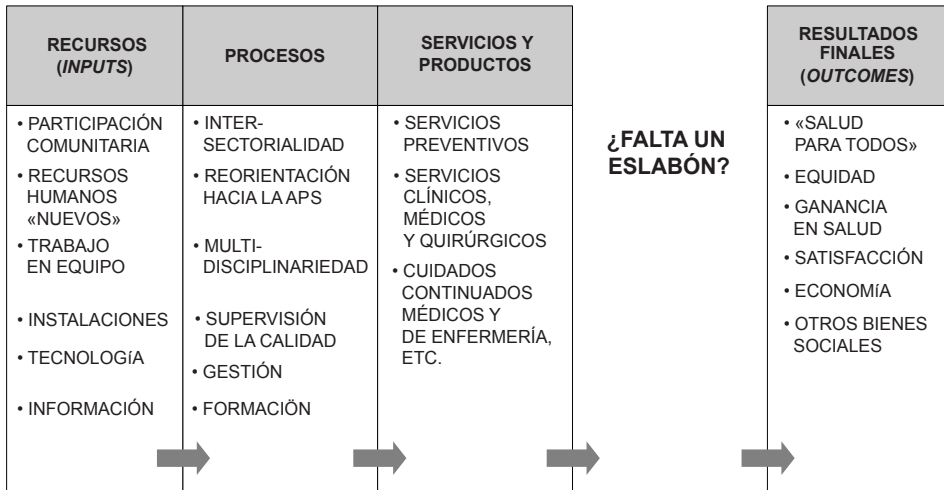 RECURSOS
(INPUTS)
• PARTICIPACIÓN
COMUNITARIA
• RECURSOS
HUMANOS
«NUEVOS»
• TRABAJO
EN EQUIPO
• INSTALACIONES
• TECNOLOGíA
• INFORMACIÓN
PROCESOS
• INTER-
SECTORIALIDAD
• REORIENTACIÓN
HACIA LA APS
• MULTI-
DISCIPLINARIEDAD
• SUPERVISIÓN
DE LA CALIDAD
• GESTIÓN
• FORMACIÖN
SERVICIOS Y
PRODUCTOS
• SERVICIOS
PREVENTIVOS
• SERVICIOS
CLÍNICOS,
MÉDICOS
Y QUIRÚRGICOS
• CUIDADOS
CONTINUADOS
MÉDICOS Y
DE ENFERMERÍA,
ETC.
¿FALTA UN
ESLABÓN?
RESULTADOS
FINALES
(OUTCOMES)
• «SALUD
PARA TODOS»
• EQUIDAD
• GANANCIA
EN SALUD
• SATISFACCIÓN
• ECONOMíA
• OTROS BIENES
SOCIALES